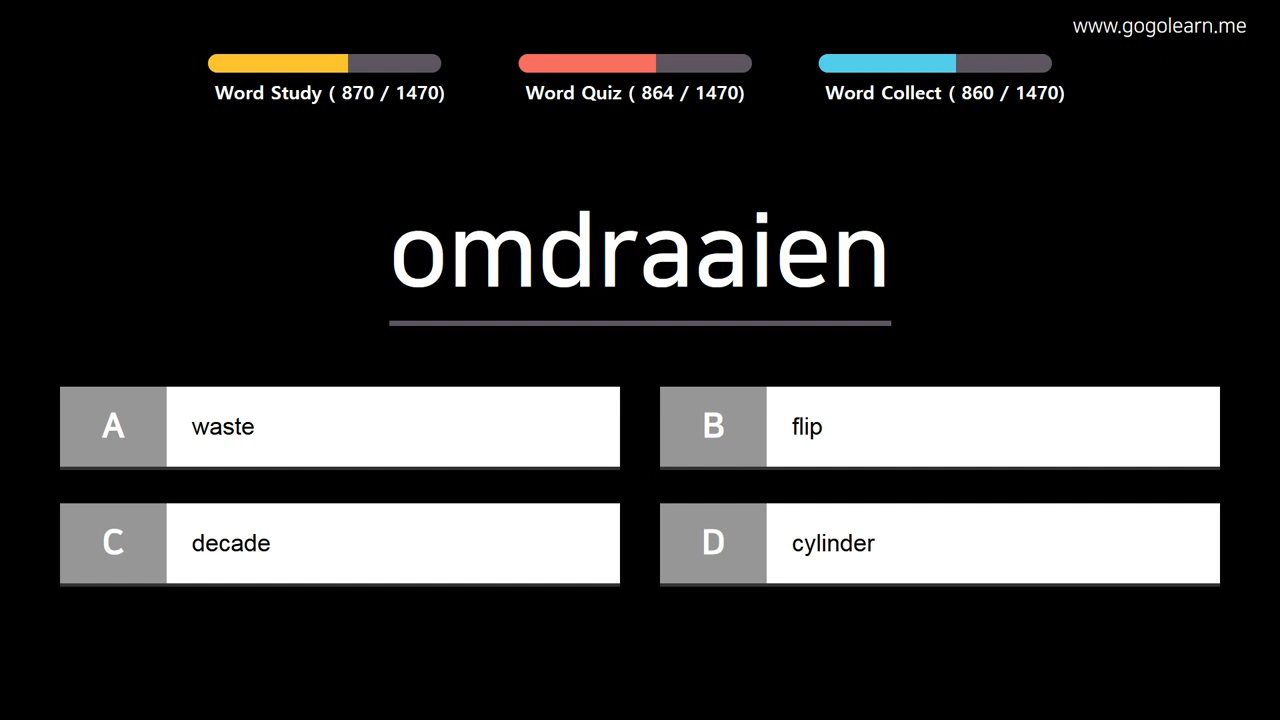 www.gogolearn.me
Word Study ( 870 / 1470)
Word Quiz ( 864 / 1470)
Word Collect ( 860 / 1470)
omdraaien
A waste
B flip
C decade
D cylinder